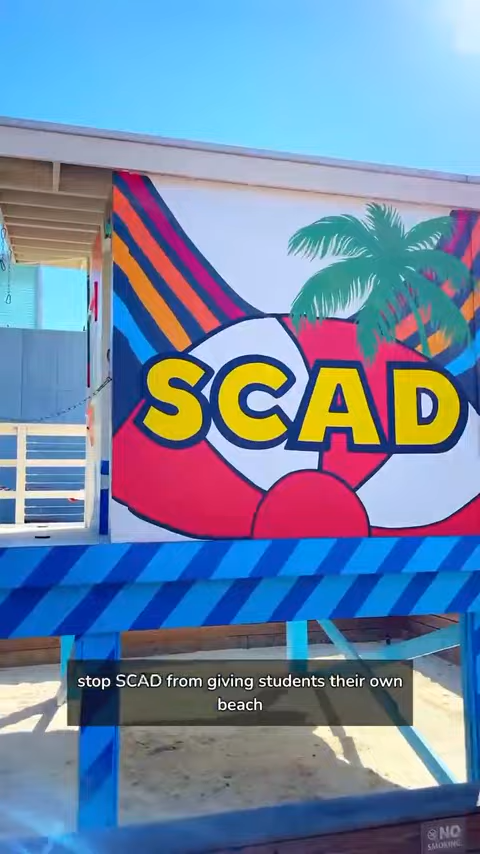 SCAD
stop SCAD from giving students their own
beach
NO
SMOKING